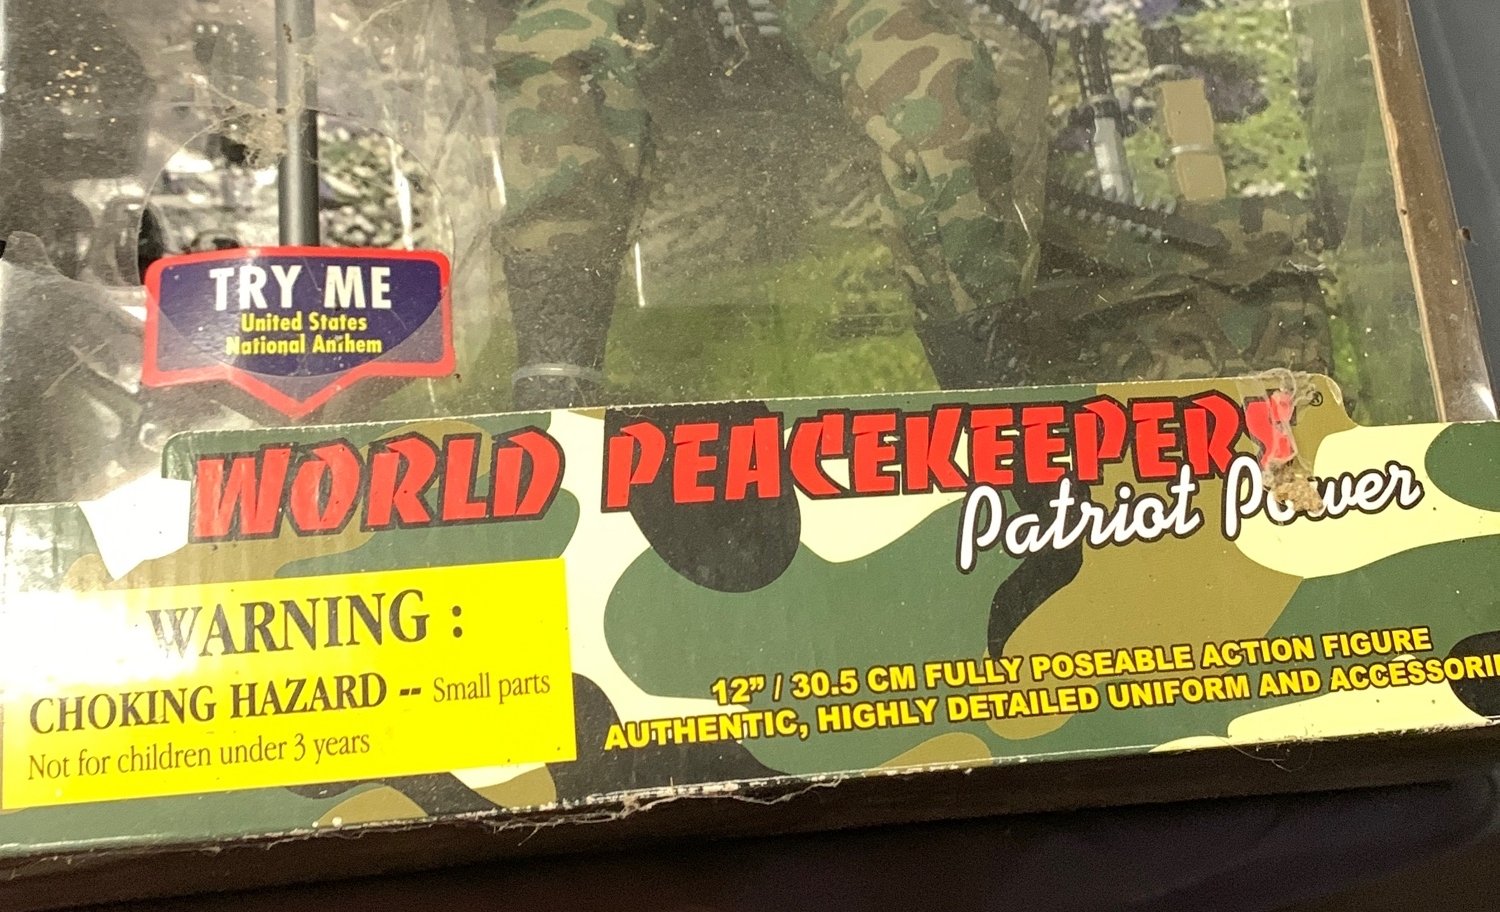 TRY ME
United States
National Anthem
WORLD PEACEKEEPERS®
Patriot Power
WARNING :
CHOKING HAZARD -- Small parts
Not for children under 3 years
12” / 30.5 CM FULLY POSEABLE ACTION FIGURE
AUTHENTIC, HIGHLY DETAILED UNIFORM AND ACCESSORIE